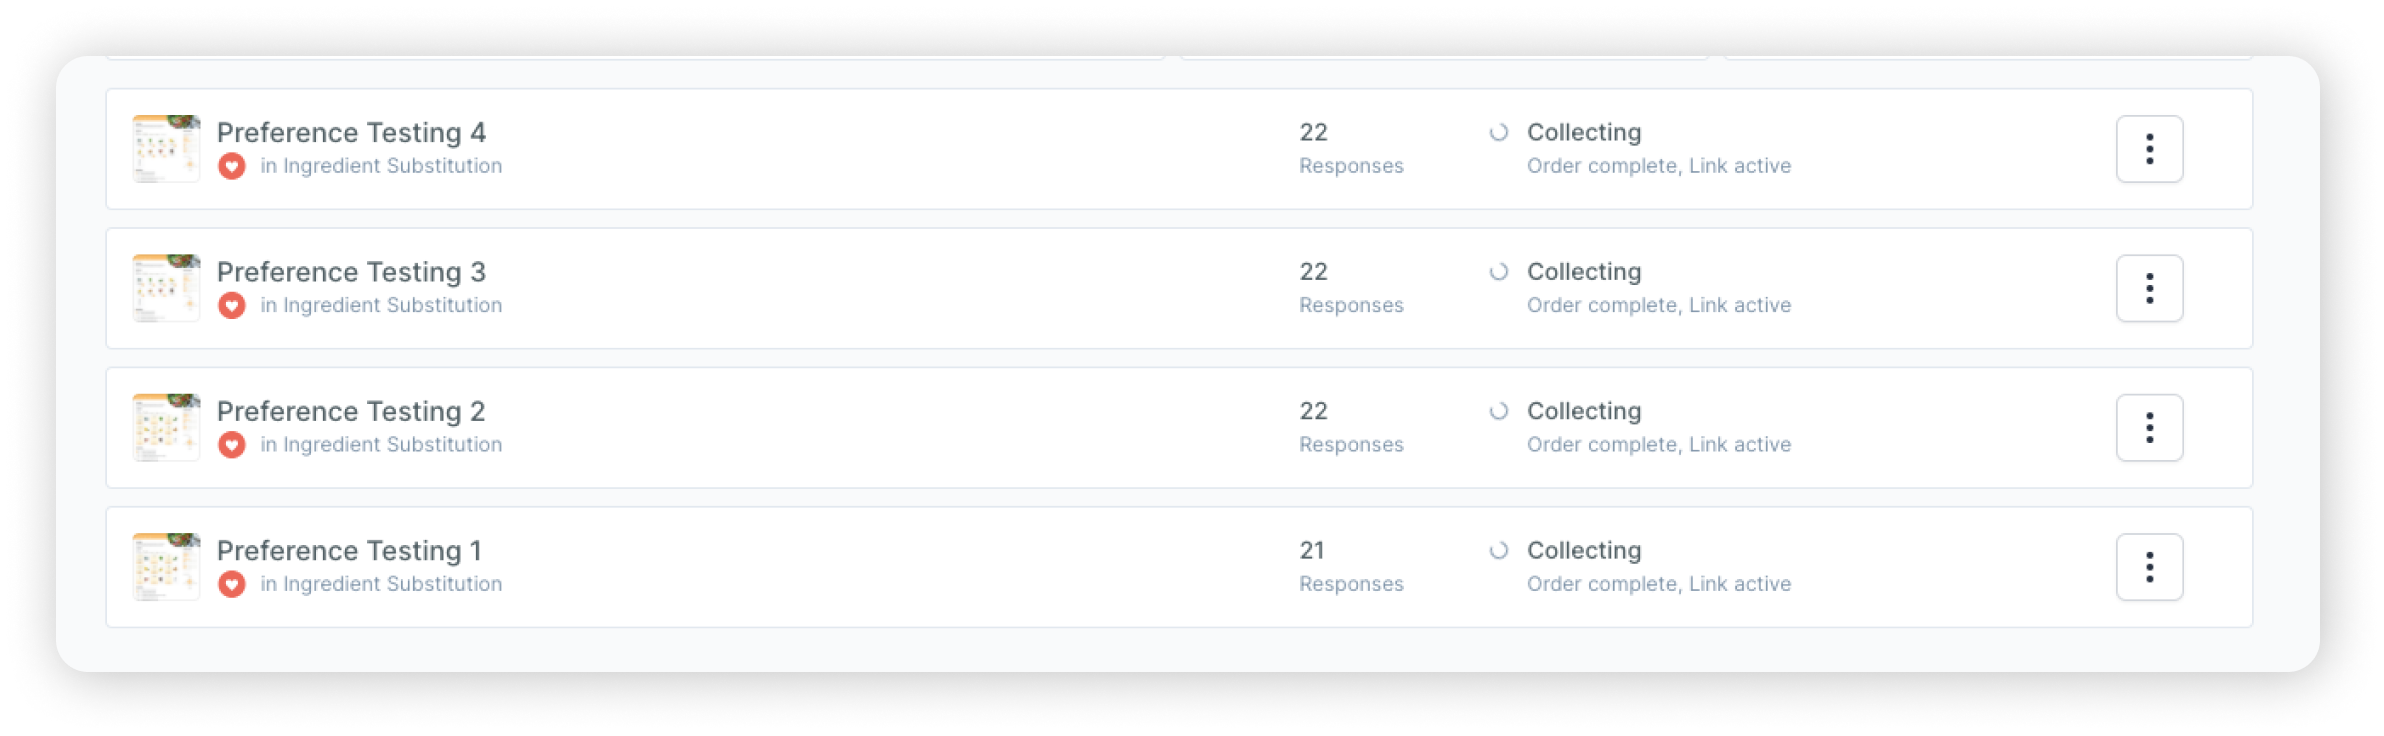 Preference Testing 4
in Ingredient Substitution
22
Responses
Collecting
Order complete, Link active
Preference Testing 3
in Ingredient Substitution
22
Responses
Collecting
Order complete, Link active
Preference Testing 2
in Ingredient Substitution
22
Responses
Collecting
Order complete, Link active
Preference Testing 1
in Ingredient Substitution
21
Responses
Collecting
Order complete, Link active